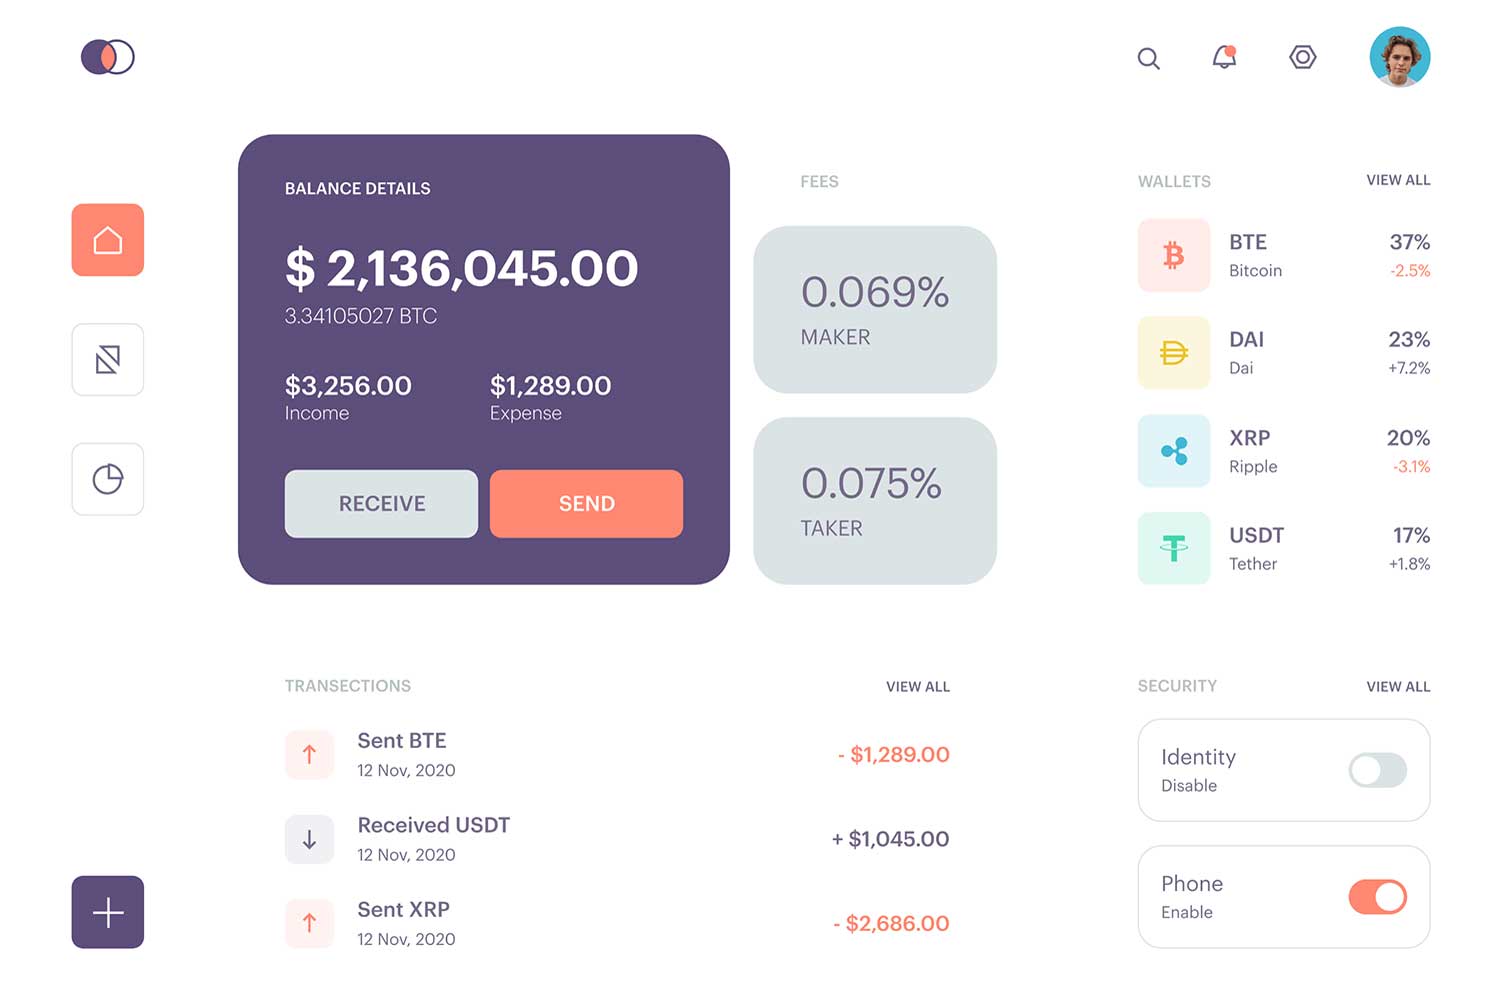 BALANCE DETAILS
$ 2,136,045.00
3.34105027 BTC
$3,256.00
Income
$1,289.00
Expense
RECEIVE
SEND
FEES
0.069%
MAKER
0.075%
TAKER
WALLETS
VIEW ALL
BTE
37%
Bitcoin
-2.5%
DAI
23%
Dai
+7.2%
XRP
20%
Ripple
-3.1%
USDT
17%
Tether
+1.8%
TRANSECTIONS
VIEW ALL
Sent BTE
12 Nov, 2020
- $1,289.00
Received USDT
12 Nov, 2020
+ $1,045.00
Sent XRP
12 Nov, 2020
- $2,686.00
SECURITY
VIEW ALL
Identity
Disable
Phone
Enable